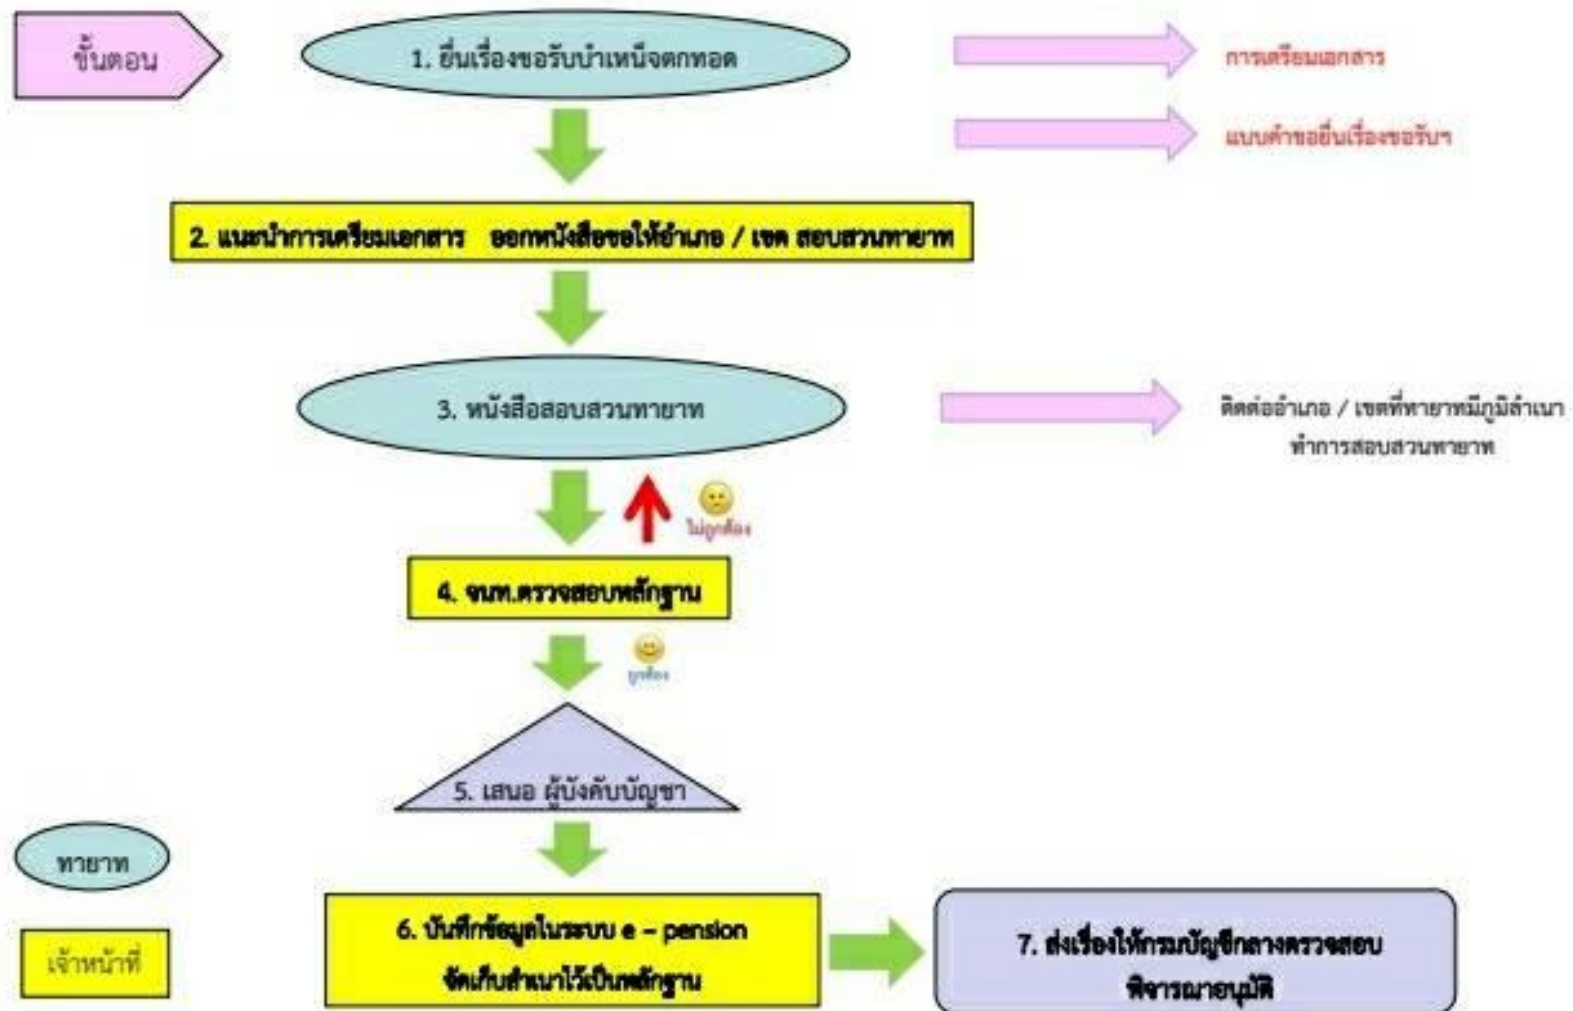 ขั้นตอน
1. ยื่นเรื่องขอรับบำเหน็จตกทอด
การเตรียมเอกสาร
แบบคำขอยื่นเรื่องขอรับฯ
2. แนะนำการเตรียมเอกสาร ออกหนังสือขอให้อำเภอ / เขต สอบสวนทายาท
3. หนังสือสอบสวนทายาท
ติดต่ออำเภอ / เขตที่ทายาทมีภูมิลำเนา
ทำการสอบสวนทายาท
ไม่ถูกต้อง
4. จนท.ตรวจสอบหลักฐาน
ถูกต้อง
5. เสนอ ผู้บังคับบัญชา
ทายาท
เจ้าหน้าที่
6. บันทึกข้อมูลในระบบ e – pension
จัดเก็บสำเนาไว้เป็นหลักฐาน
7. ส่งเรื่องให้กรมบัญชีกลางตรวจสอบ
พิจารณาอนุมัติ